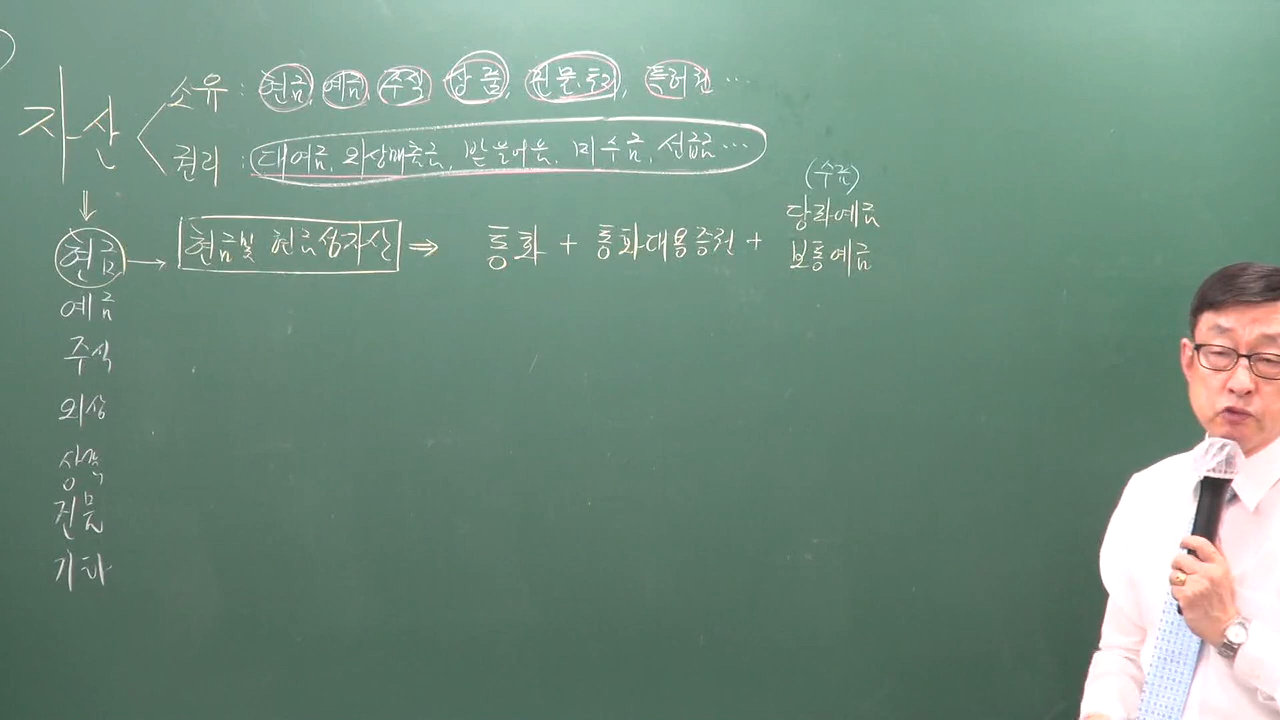 자산
소유 : 현금, 예금, 주식, 상품, 건물, 토지, 특허권 …
권리 : 대여금, 외상매출금, 받을어음, 미수금, 선급금 …
(수표)
당좌예금
현금 → 현금 및 현금성자산 ⇒ 통화 + 통화대용증권 + 보통예금
예금
주식
외상
상품
건물
기타